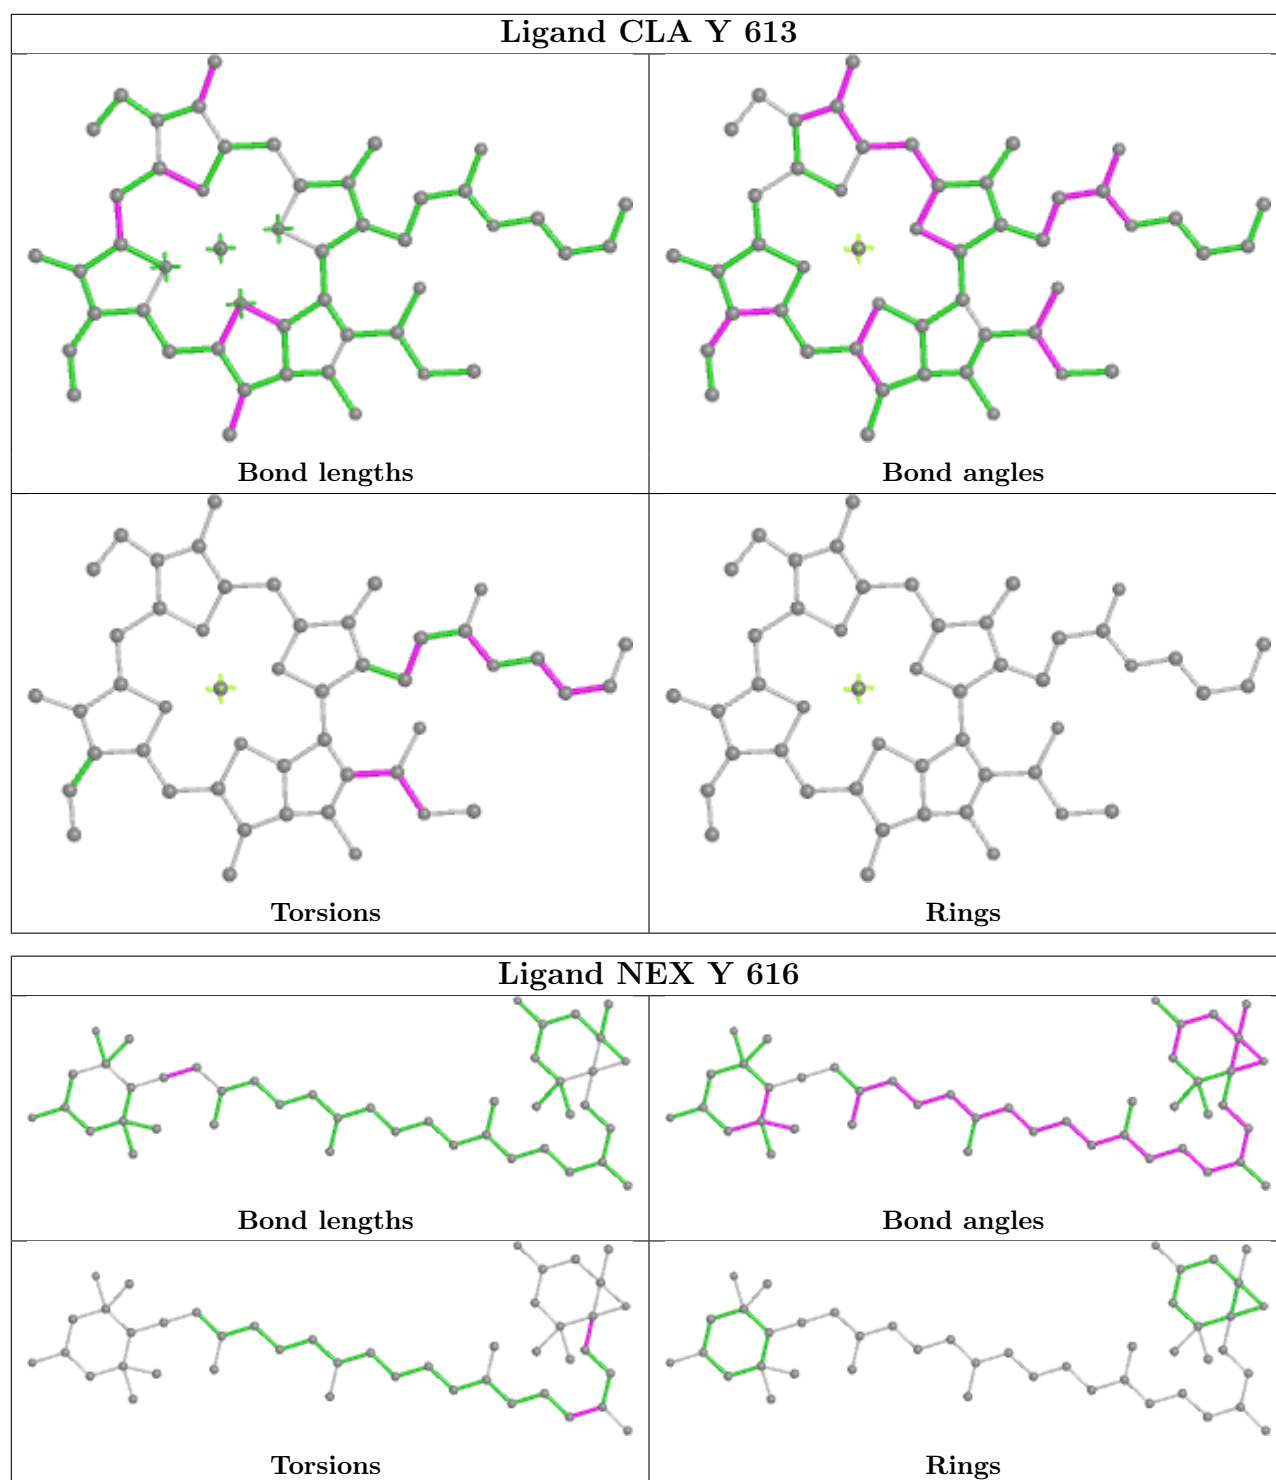 Ligand CLA Y 613
Bond lengths
Bond angles
Torsions
Rings
Ligand NEX Y 616
Bond lengths
Bond angles
Torsions
Rings